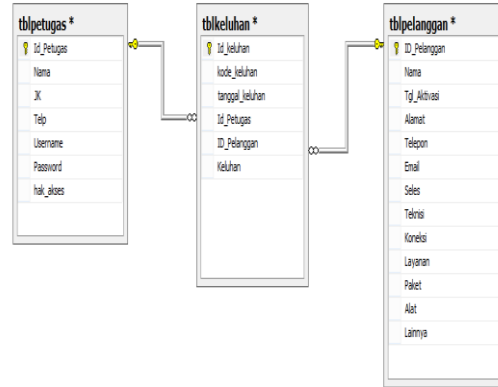 tblpetugas *
Id_Petugas
Nama
JK
Telp
Username
Password
hak_akses
tblkeluhan *
Id_keluhan
kode_keluhan
tanggal_keluhan
Id_Petugas
ID_Pelanggan
Keluhan
tblpelanggan *
ID_Pelanggan
Nama
Tgl_Aktivasi
Alamat
Telepon
Email
Seles
Teknisi
Koneksi
Layanan
Paket
Alat
Lainnya